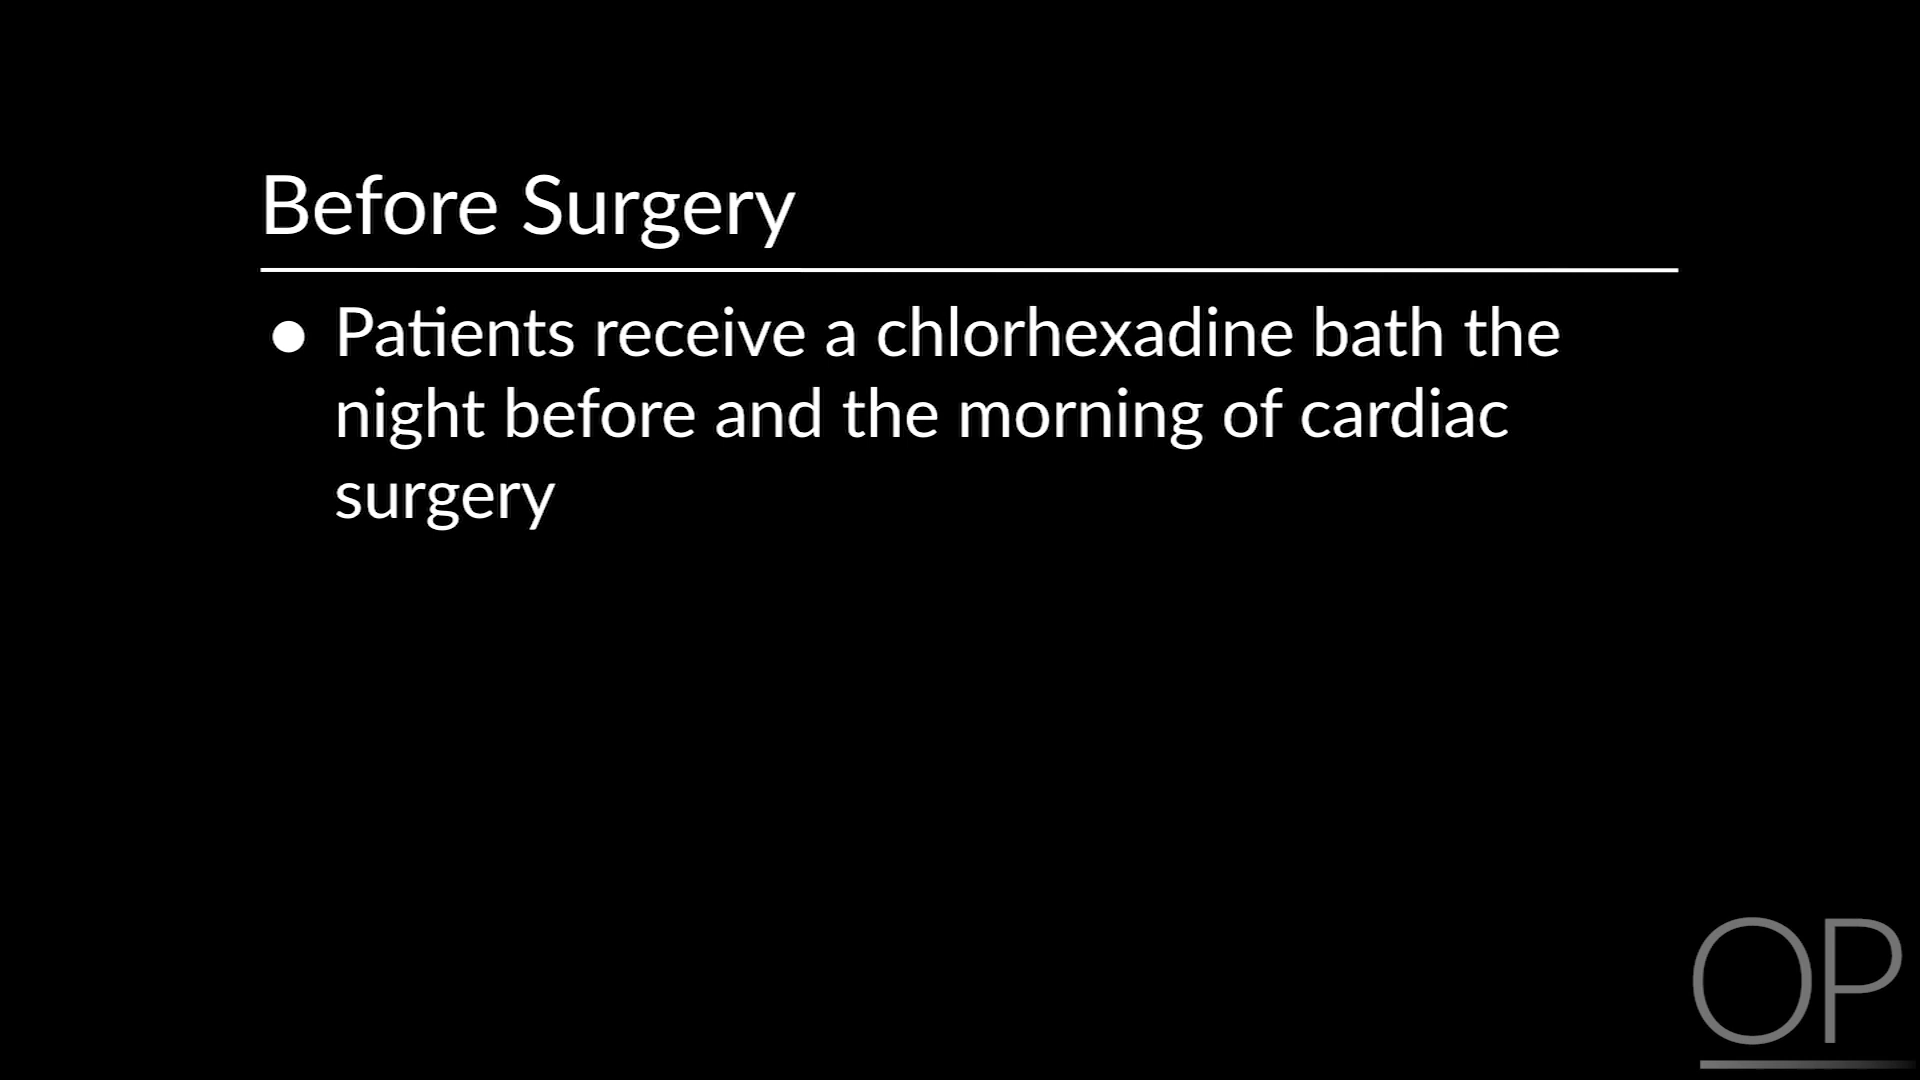 Before Surgery
● Patients receive a chlorhexadine bath the
night before and the morning of cardiac
surgery
OP